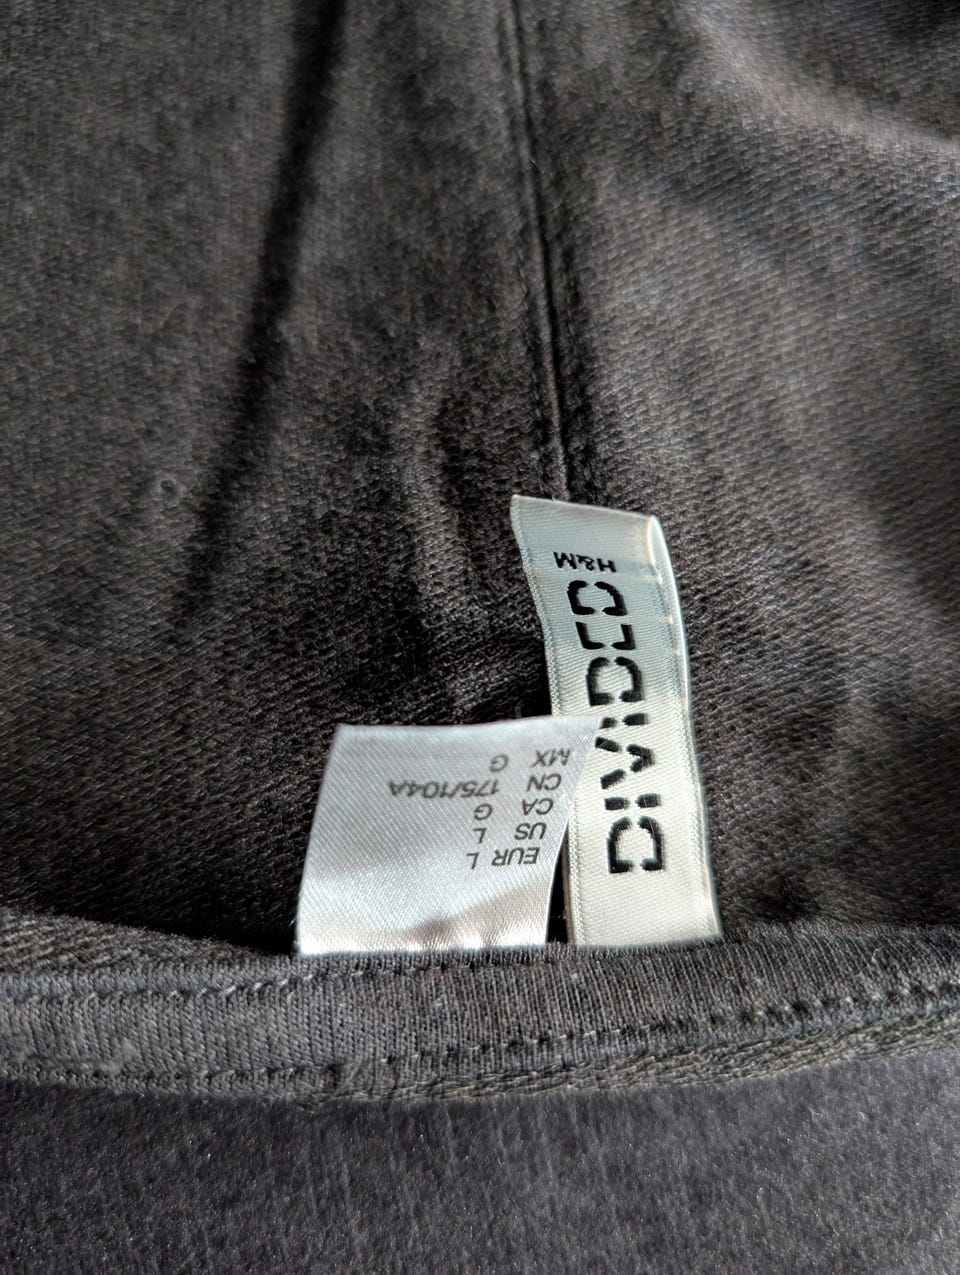 EUR L
US L
CA G
CN 175/104A
MX G
DIVIDED
H&M